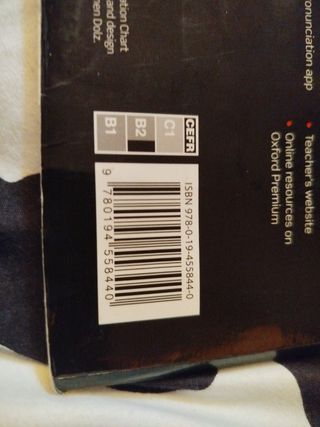 onunciation app
• Teacher's website
• Online resources on
Oxford Premium
ation Chart
and design
nen Dolz.
CEFR
C1
B2
B1
ISBN 978-0-19-455844-0
9 780194 558440